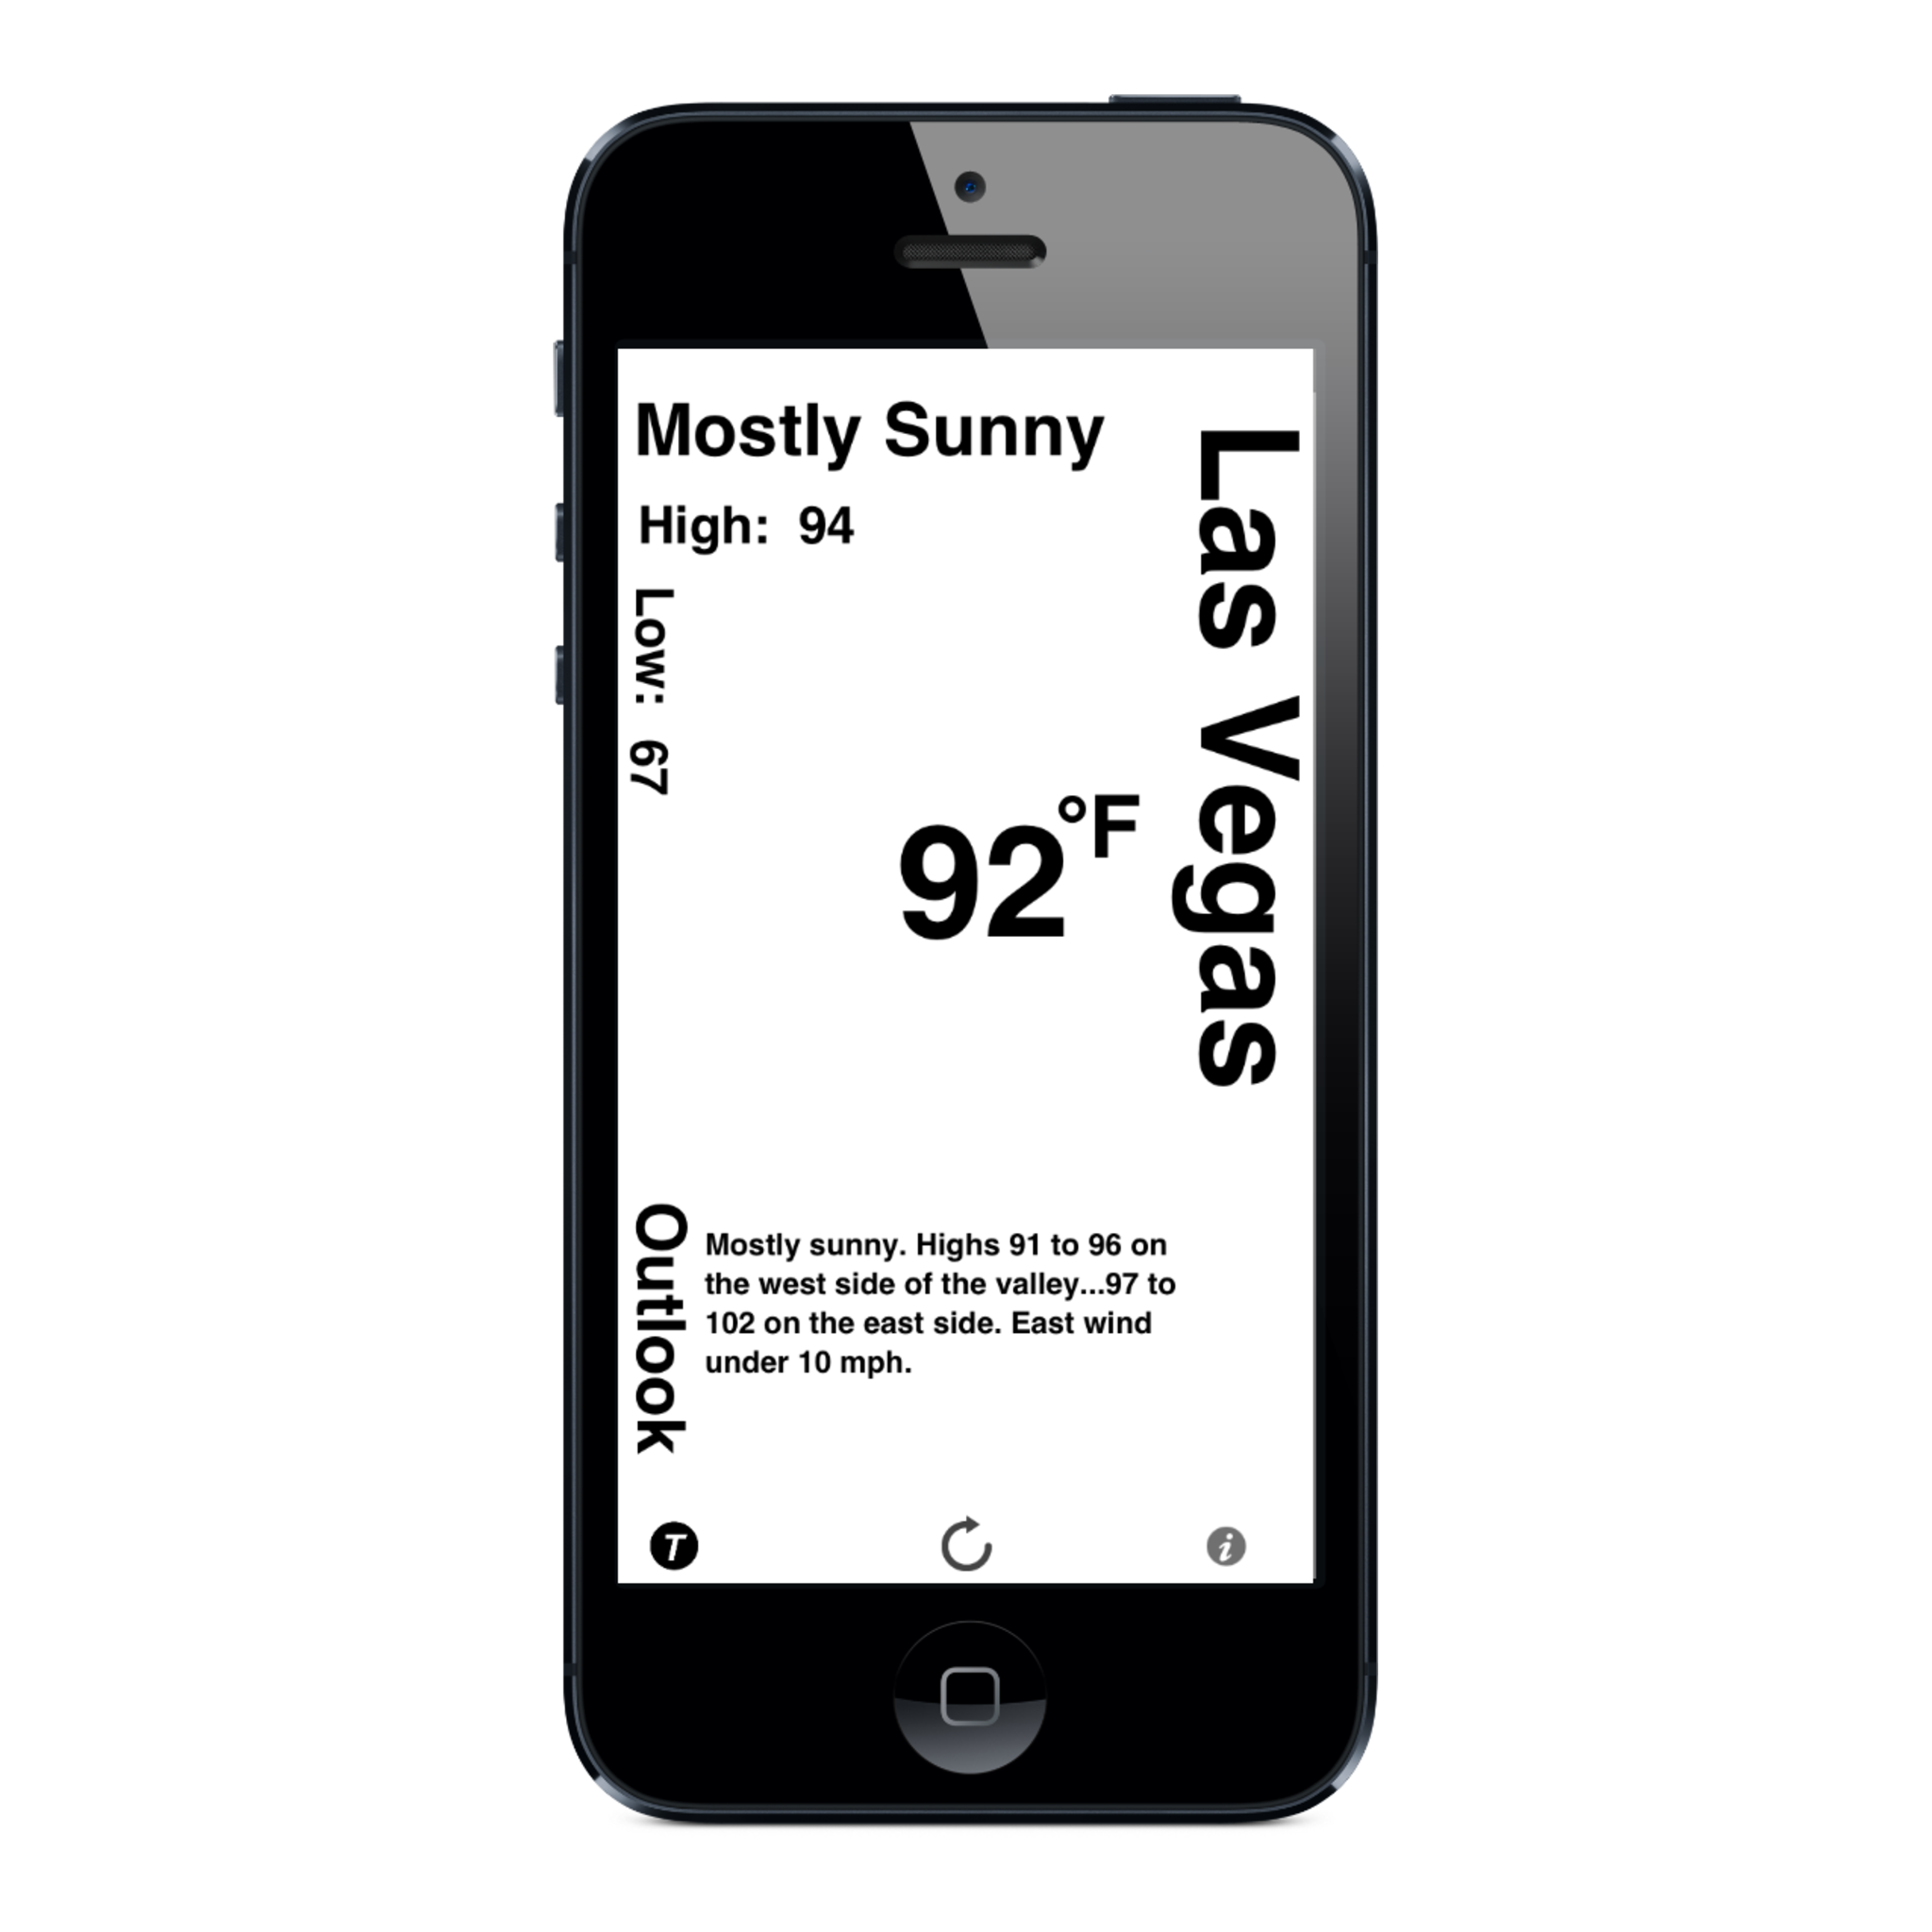 Mostly Sunny
High: 94
Low: 67
Las Vegas
92°F
Outlook
Mostly sunny. Highs 91 to 96 on
the west side of the valley...97 to
102 on the east side. East wind
under 10 mph.
T
i